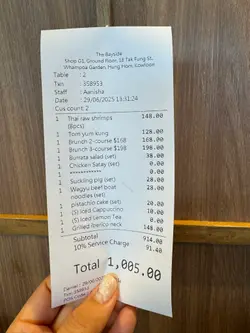 The Bayside
Shop G1, Ground Floor, 18 Tak Fung St,
Whampoa Garden, Hung Hom, Kowloon
Table : 2
Txn : 358953
Staff :
Date : 29/06/2025 13:31:24
Cus count: 2
1 Thai raw shrimps 148.00
(6pcs)
1 Tom yum kung 128.00
1 Brunch 2-course $168 168.00
1 Brunch 3-course $198 198.00
1 Burrata salad (set) 38.00
1 Chicken Satay (set) 0.00
1 ************ 0.00
1 Suckling pig (set) 28.00
1 Wagyu beef boat 28.00
noodles (set)
1 pistachio cake (set) 20.00
1 (S) Iced Cappuccino 10.00
1 (S) Iced Lemon Tea 8.00
1 Grilled Iberico neck 148.00
Subtotal 914.00
10% Service Charge 91.40
Total 1,005.00